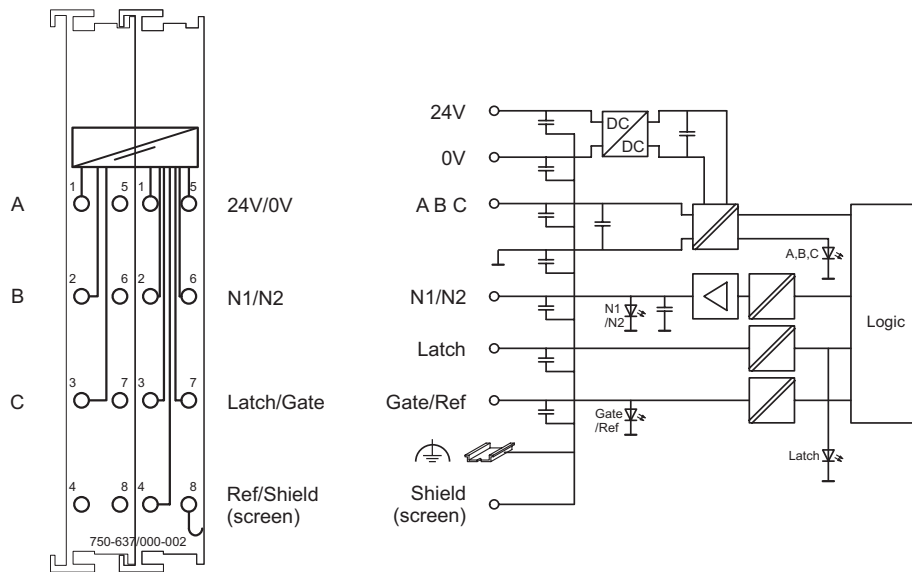 1 5 1 5
A 24V/0V
2 6 2 6
B N1/N2
3 7 3 7
C Latch/Gate
4 8 4 8
Ref/Shield
(screen)
750-637/000-002
24V
DC
DC
0V
A B C
A,B,C
N1/N2
N1
/N2
Logic
Latch
Gate/Ref
Gate
/Ref
Latch
Shield
(screen)